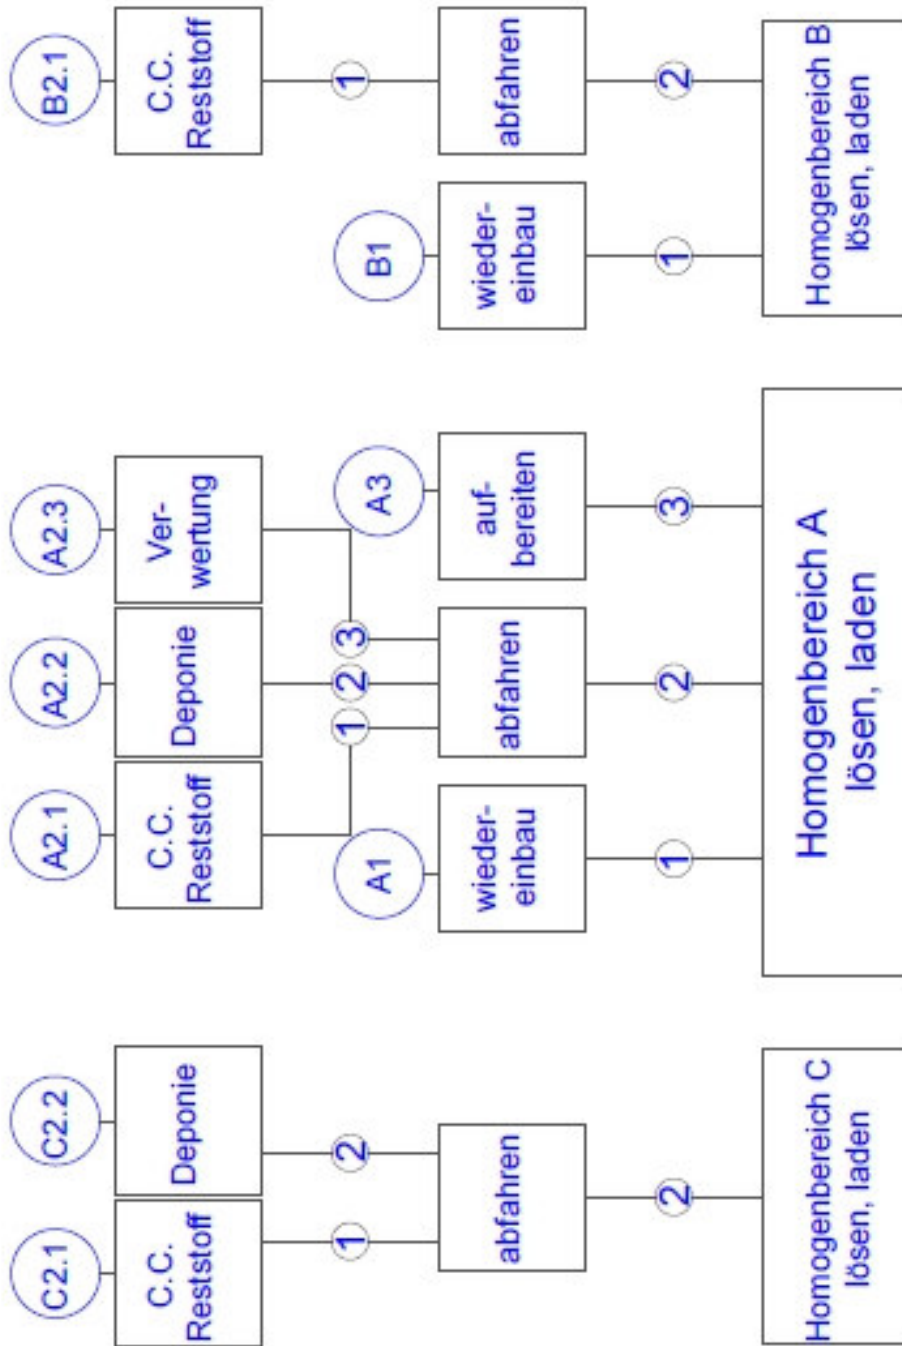 C2.1
C2.2
A2.1
A2.2
A2.3
B2.1
C.C.
Reststoff
Deponie
C.C.
Reststoff
Deponie
Ver-
wertung
C.C.
Reststoff
1
2
1
2
3
1
A1
A3
B1
abfahren
wieder-
einbau
abfahren
auf-
bereiten
wieder-
einbau
abfahren
2
1
2
3
1
2
Homogenbereich C
lösen, laden
Homogenbereich A
lösen, laden
Homogenbereich B
lösen, laden